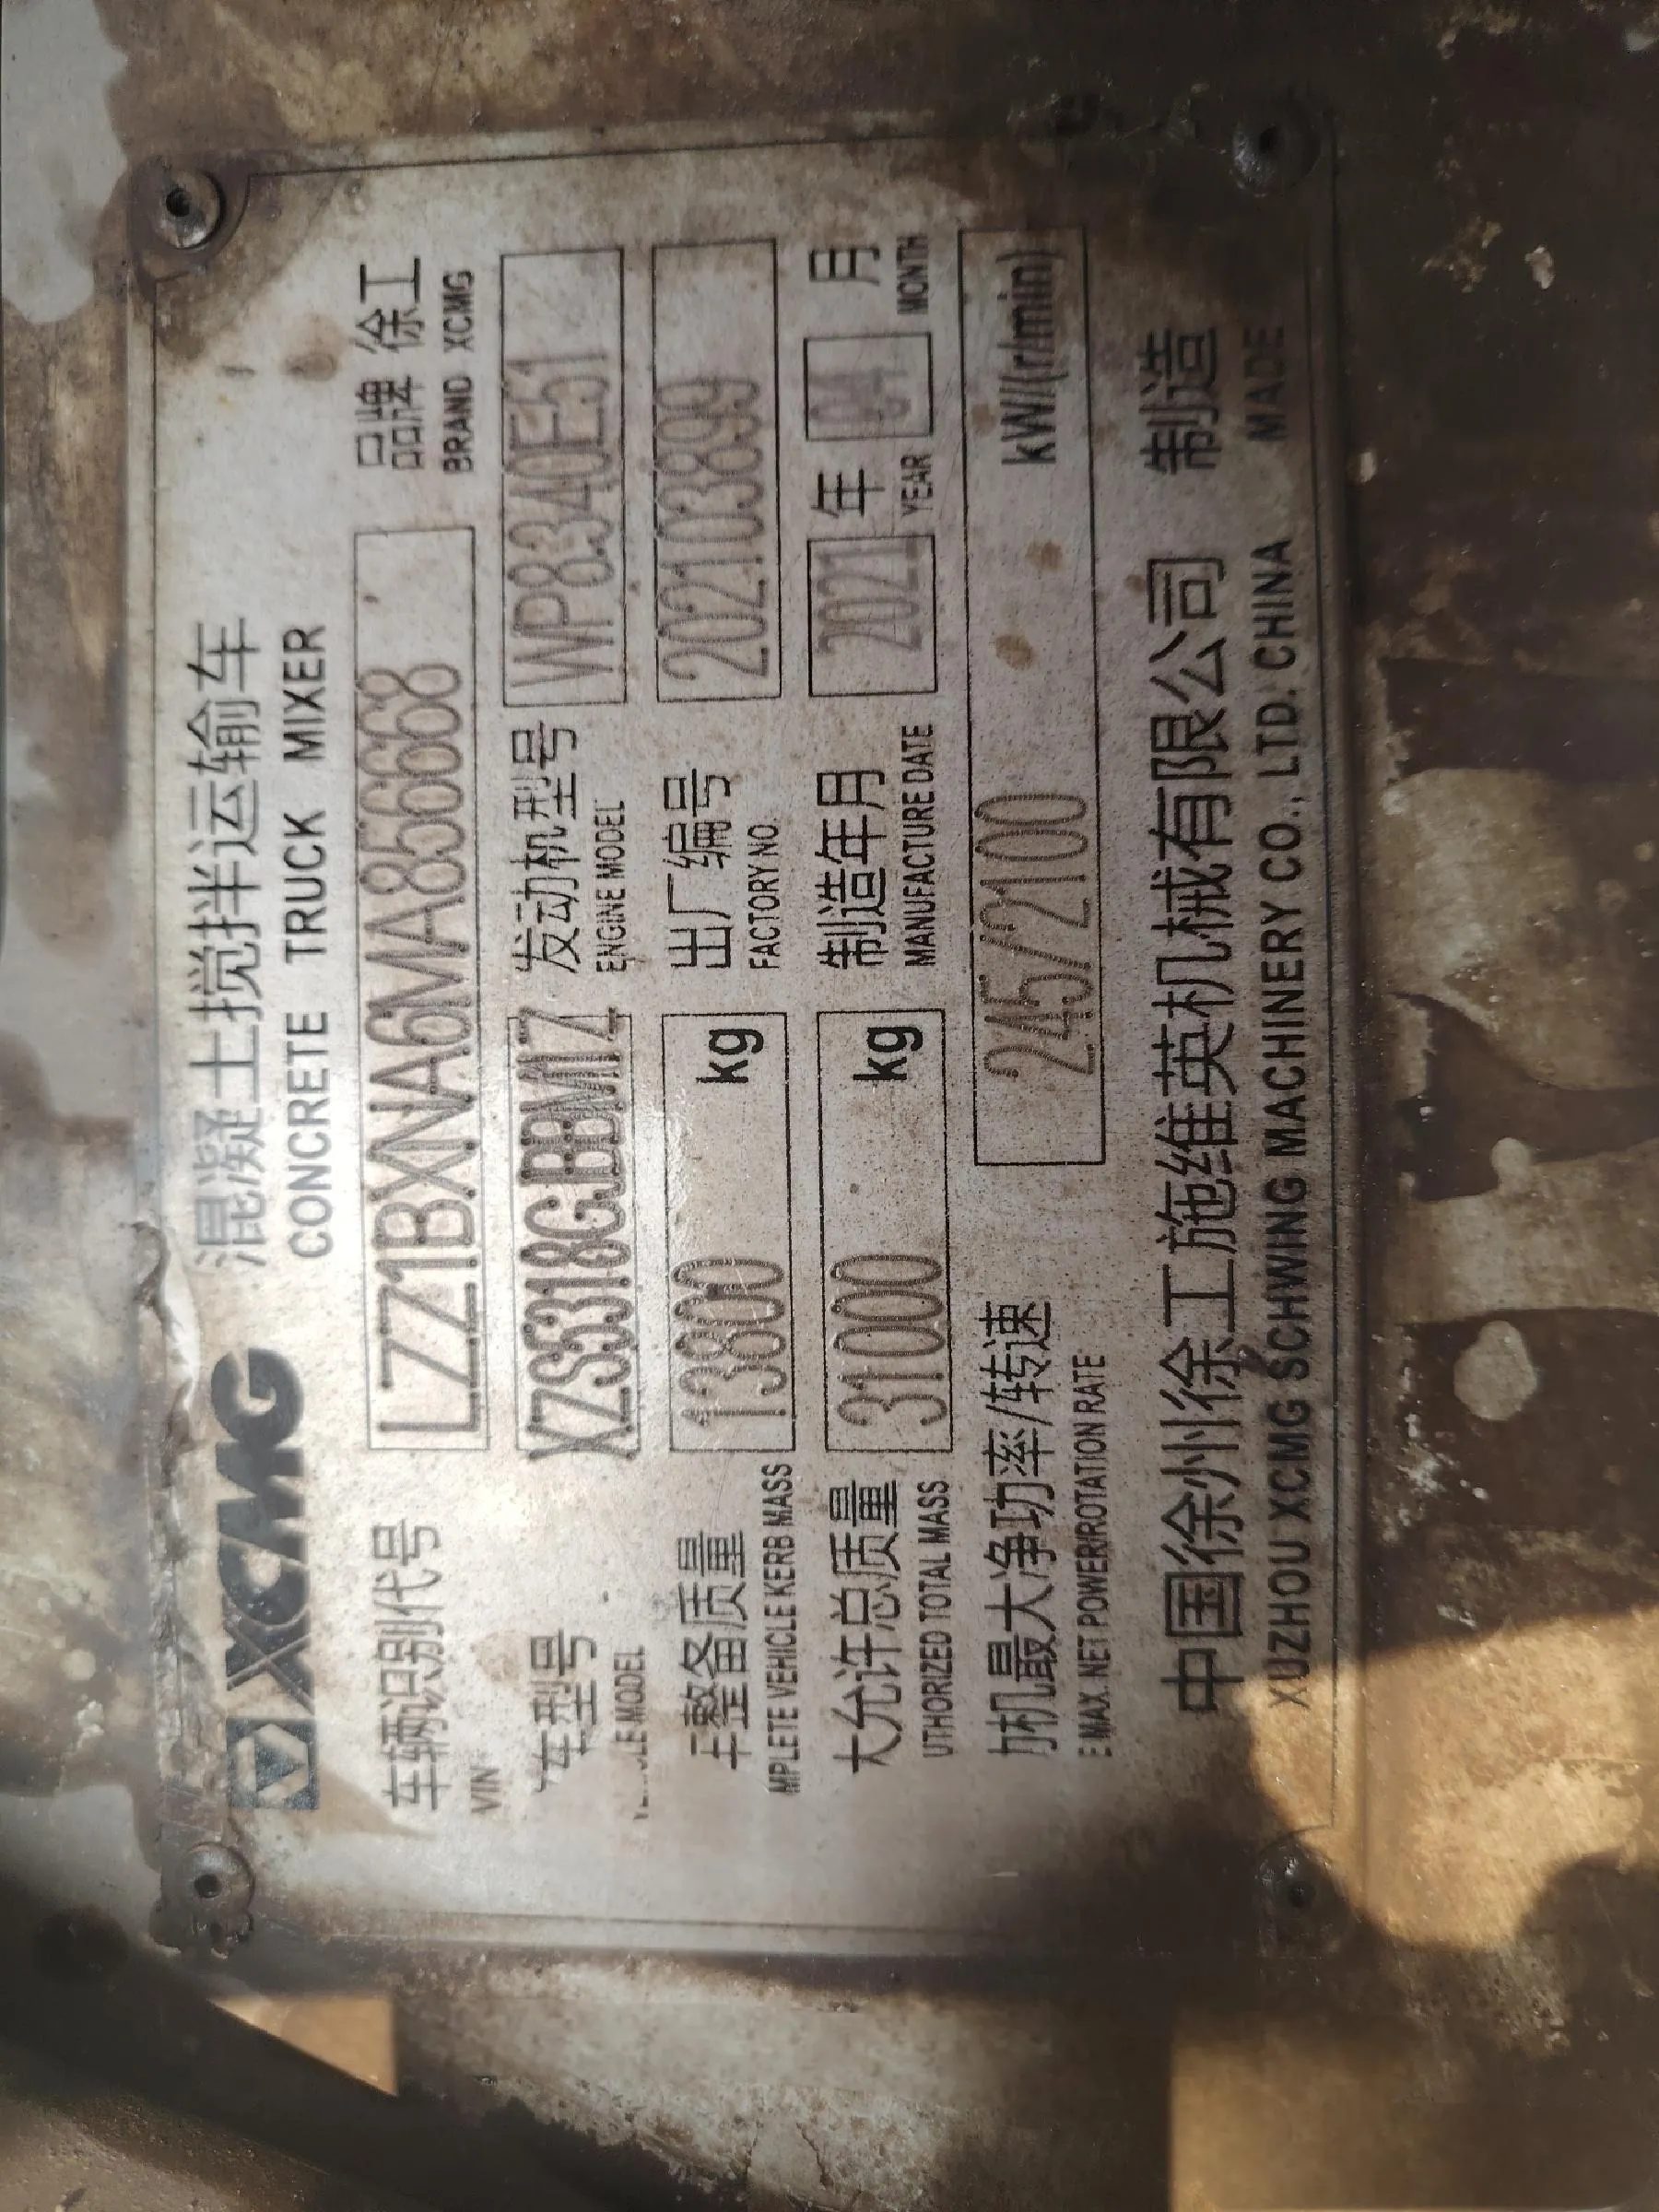 XCMG 混凝土搅拌运输车
CONCRETE TRUCK MIXER
车辆识别代号 LZZ1BXNA6MA856668 品牌 徐工
VIN BRAND XCMG
车型号 XZS5318GJBBM1Z 发动机型号 WP8.340E51
MODEL ENGINE MODEL
整备质量 13800 kg 出厂编号 202103899
VEHICLE KERB MASS FACTORY NO.
大允许总质量 31000 kg 制造年月 2021 年 04 月
UTHORIZED TOTAL MASS MANUFACTURE DATE YEAR MONTH
机最大净功率/转速 245/2100 kW/(r/min)
E MAX. NET POWER/ROTATION RATE
中国徐州徐工施维英机械有限公司 制造
XUZHOU XCMG SCHWING MACHINERY CO., LTD. CHINA MADE